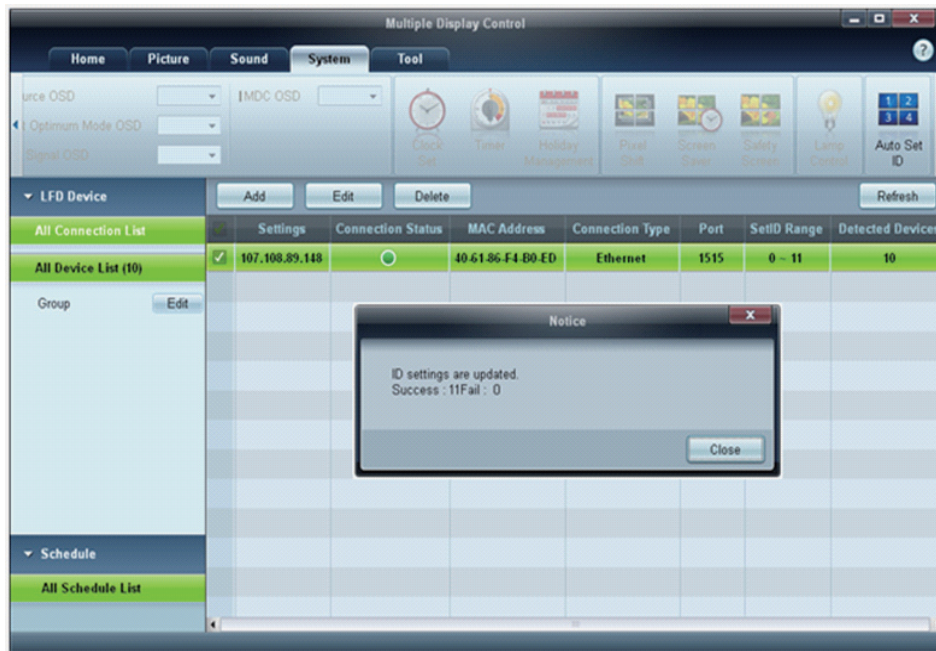 Multiple Display Control
Home Picture Sound System Tool
urce OSD
MDC OSD
Optimum Mode OSD
Signal OSD
Clock Set
Timer
Holiday Management
Pixel Shift
Screen Saver
Safety Screen
Lamp Control
1 2
3 4
Auto Set ID
LFD Device
Add Edit Delete Refresh
All Connection List
Settings Connection Status MAC Address Connection Type Port SetID Range Detected Devices
All Device List (10)
107.108.89.148 40-61-86-F4-B0-ED Ethernet 1515 0 ~ 11 10
Group Edit
Notice
ID settings are updated.
Success : 11Fail : 0
Close
Schedule
All Schedule List